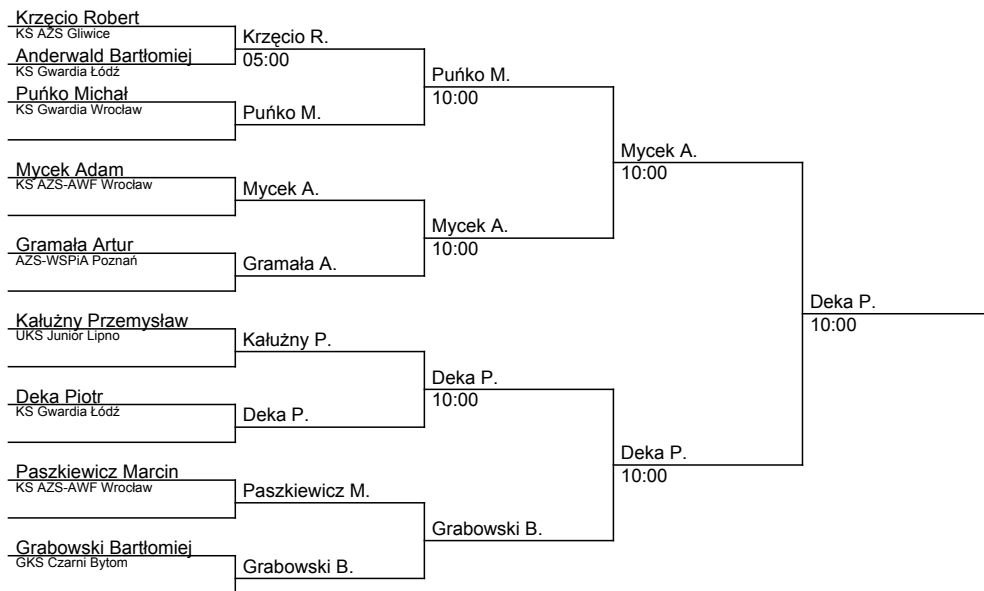 Krzęcio Robert
KS AZS Gliwice
Krzęcio R.
05:00
Anderwald Bartłomiej
KS Gwardia Łódź
Puńko M.
10:00
Puńko Michał
KS Gwardia Wrocław
Puńko M.
Mycek A.
10:00
Mycek Adam
KS AZS-AWF Wrocław
Mycek A.
Mycek A.
10:00
Gramała Artur
AZS-WSPiA Poznań
Gramała A.
Deka P.
10:00
Kałużny Przemysław
UKS Junior Lipno
Kałużny P.
Deka P.
10:00
Deka Piotr
KS Gwardia Łódź
Deka P.
Deka P.
10:00
Paszkiewicz Marcin
KS AZS-AWF Wrocław
Paszkiewicz M.
Grabowski B.
Grabowski Bartłomiej
GKS Czarni Bytom
Grabowski B.